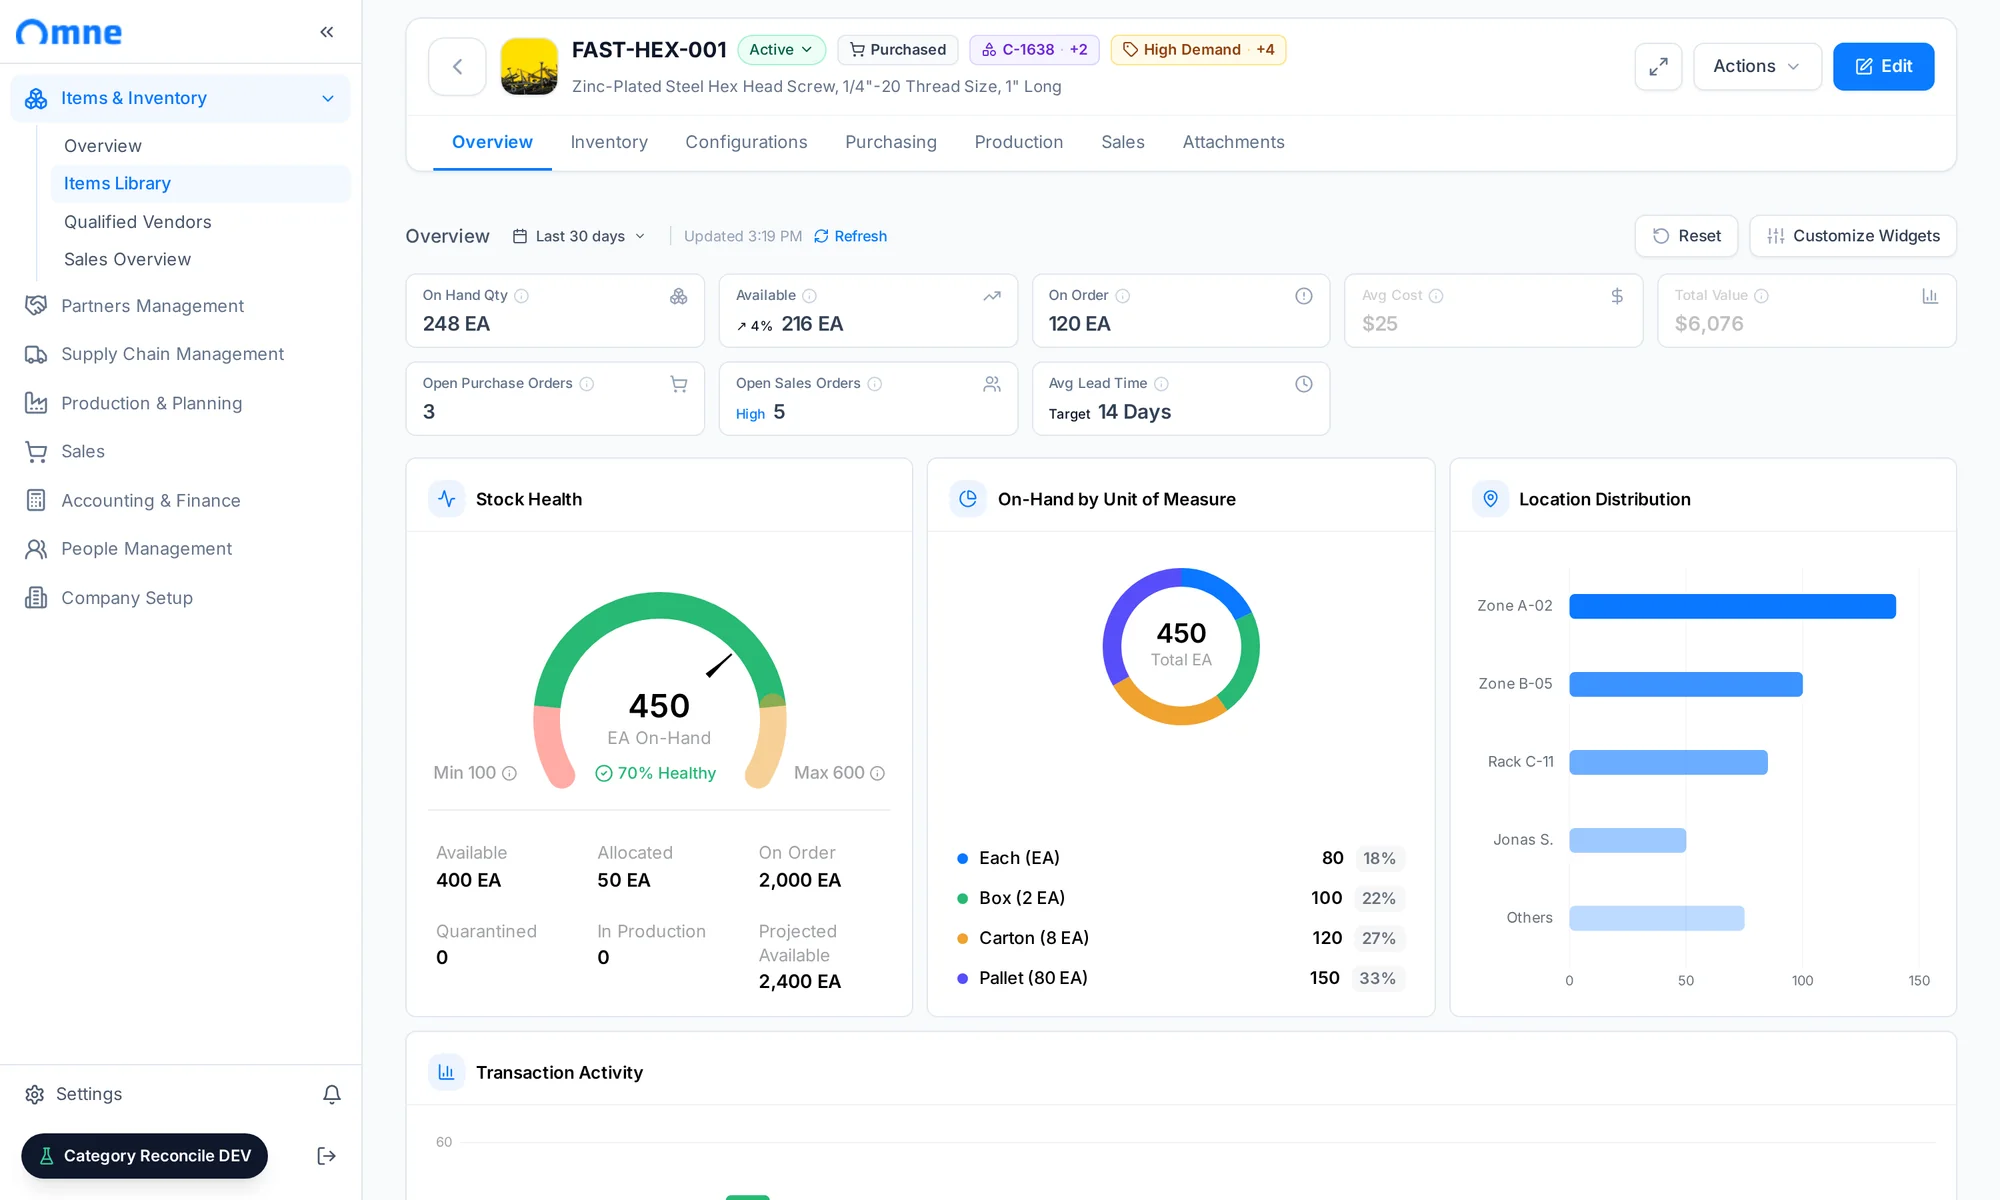 Omne
Items & Inventory
Overview
Items Library
Qualified Vendors
Sales Overview
Partners Management
Supply Chain Management
Production & Planning
Sales
Accounting & Finance
People Management
Company Setup
Settings
Category Reconcile DEV
FAST-HEX-001
Active
Purchased
C-1638 · +2
High Demand · +4
Zinc-Plated Steel Hex Head Screw, 1/4"-20 Thread Size, 1" Long
Actions
Edit
Overview
Inventory
Configurations
Purchasing
Production
Sales
Attachments
Overview
Last 30 days
Updated 3:19 PM
Refresh
Reset
Customize Widgets
On Hand Qty
248 EA
Available
↗ 4% 216 EA
On Order
120 EA
Avg Cost
$25
Total Value
$6,076
Open Purchase Orders
3
Open Sales Orders
High 5
Avg Lead Time
Target 14 Days
Stock Health
450
EA On-Hand
Min 100
70% Healthy
Max 600
Available
400 EA
Allocated
50 EA
On Order
2,000 EA
Quarantined
0
In Production
0
Projected
Available
2,400 EA
On-Hand by Unit of Measure
450
Total EA
Each (EA) 80 18%
Box (2 EA) 100 22%
Carton (8 EA) 120 27%
Pallet (80 EA) 150 33%
Location Distribution
Zone A-02
Zone B-05
Rack C-11
Jonas S.
Others
0 50 100 150
Transaction Activity
60